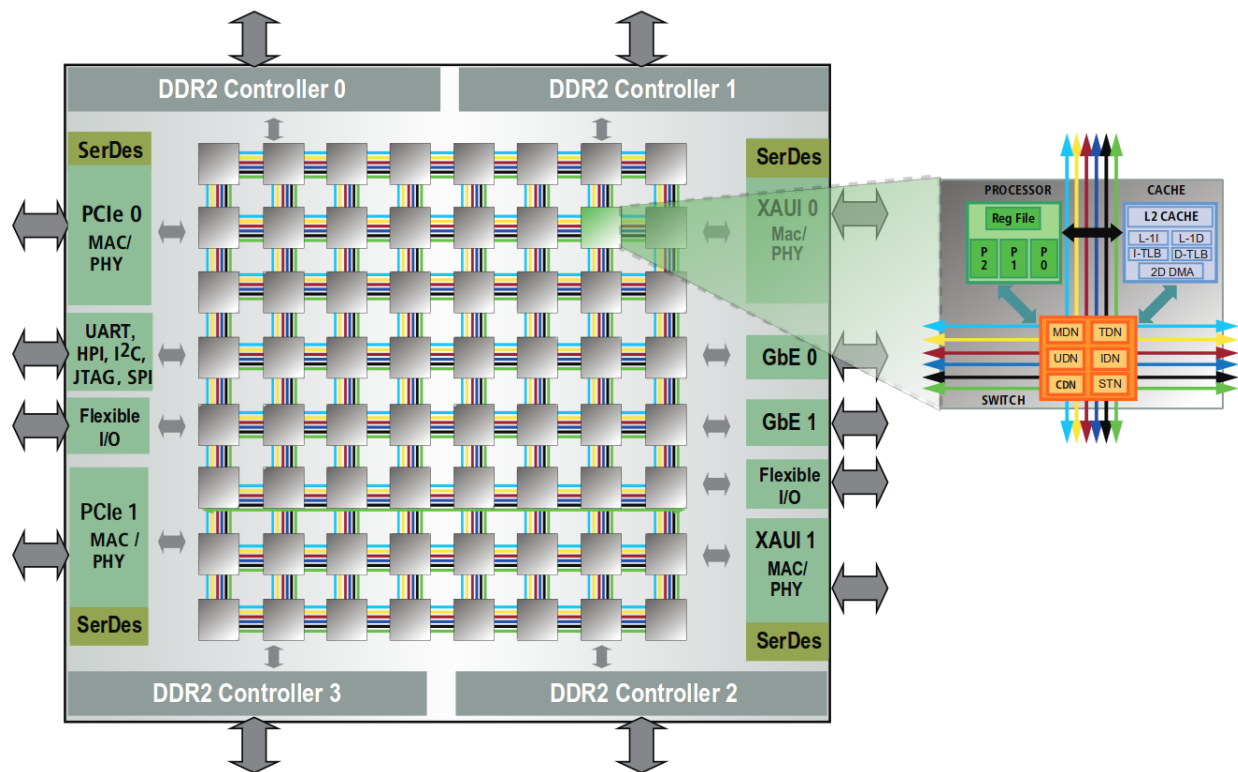 DDR2 Controller 0
DDR2 Controller 1
SerDes
PCIe 0
MAC/
PHY
UART,
HPI, I²C,
JTAG, SPI
Flexible
I/O
PCIe 1
MAC /
PHY
SerDes
SerDes
XAUI 0
Mac/
PHY
GbE 0
GbE 1
Flexible
I/O
XAUI 1
MAC/
PHY
SerDes
DDR2 Controller 3
DDR2 Controller 2
PROCESSOR
CACHE
Reg File
P
2
P
1
P
0
L2 CACHE
L-1I
L-1D
I-TLB
D-TLB
2D DMA
MDN
TDN
UDN
IDN
CDN
STN
SWITCH